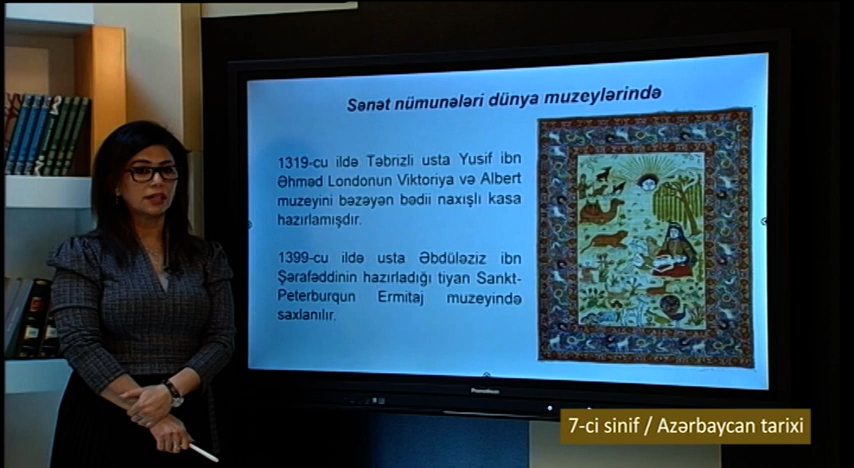 Sənət nümunələri dünya muzeylərində
1319-cu ildə Təbrizli usta Yusif ibn
Əhməd Londonun Viktoriya və Albert
muzeyini bəzəyən bədii naxışlı kasa
hazırlamışdır.
1399-cu ildə usta Əbdüləziz ibn
Şərafəddinin hazırladığı tiyan Sankt-
Peterburqun Ermitaj muzeyində
saxlanılır.
Promethean
7-ci sinif / Azərbaycan tarixi